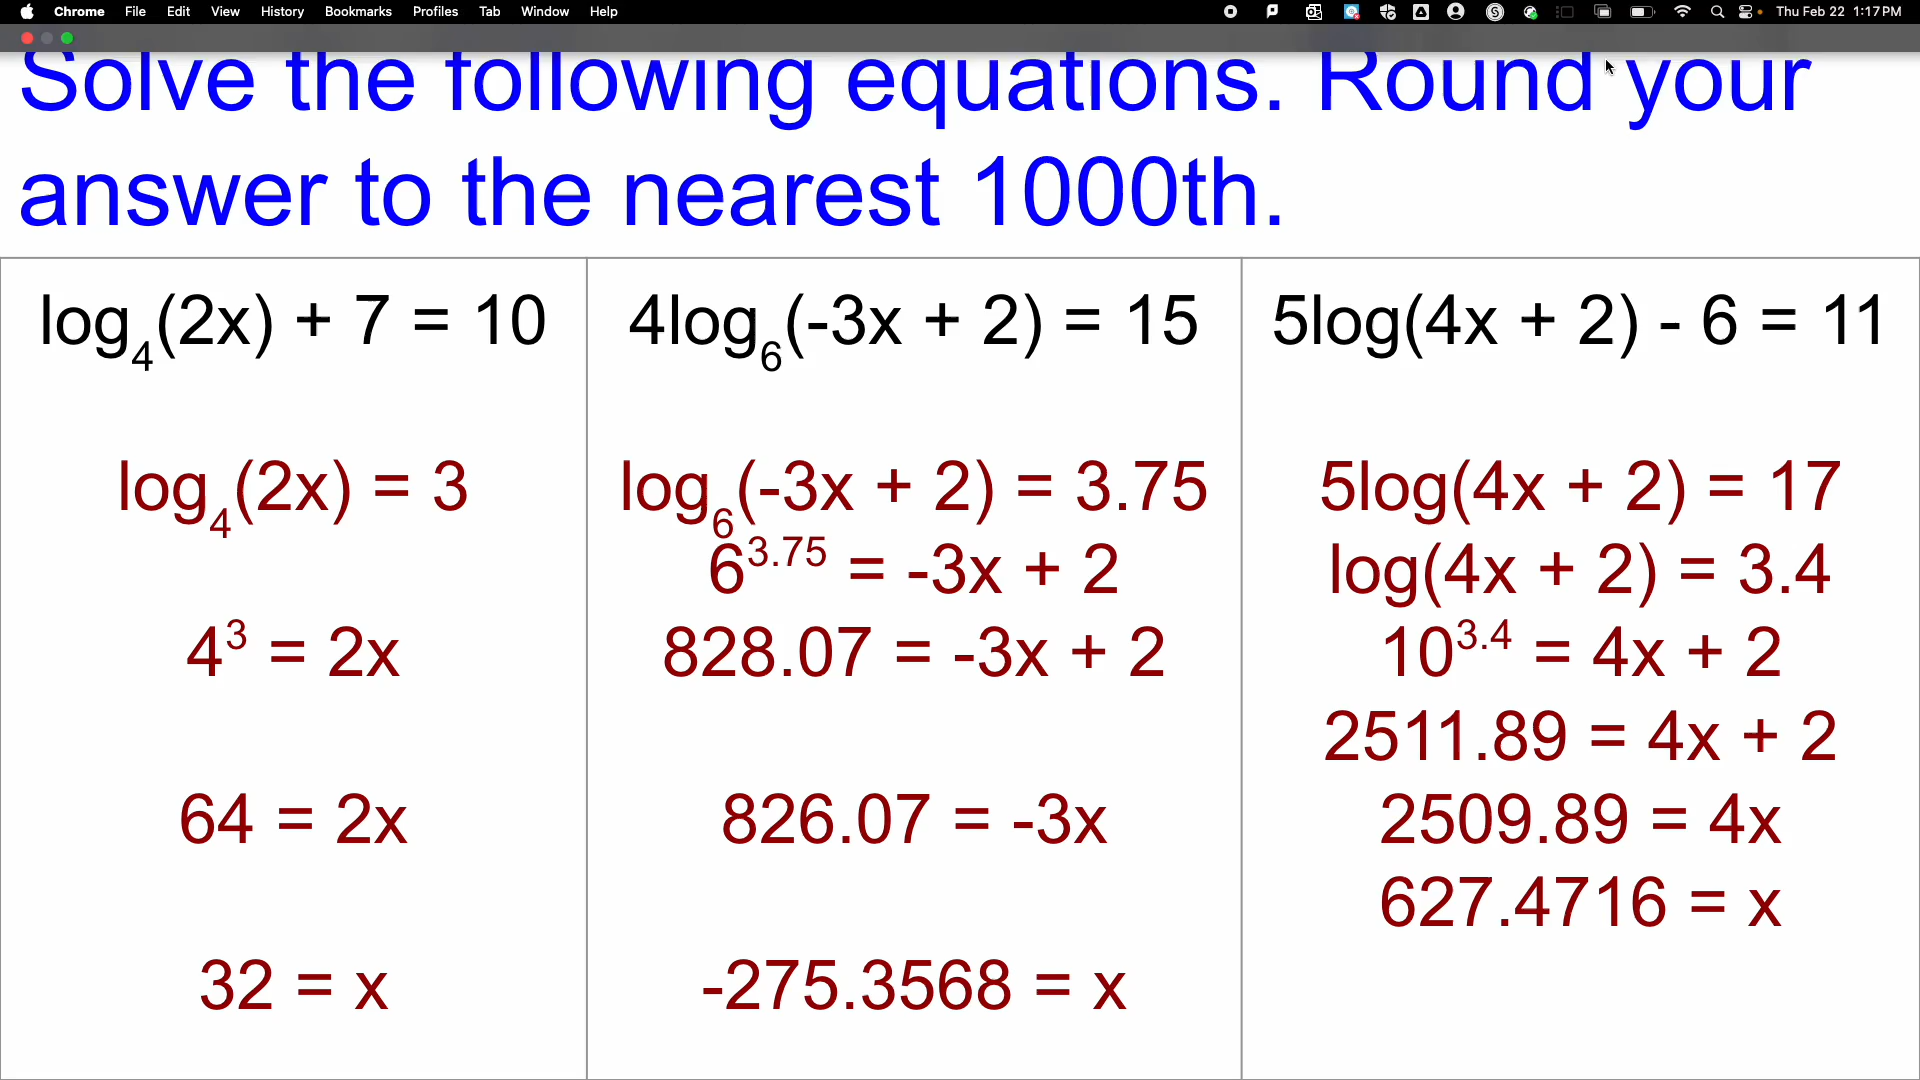 Chrome File Edit View History Bookmarks Profiles Tab Window Help Thu Feb 22 1:17 PM
Solve the following equations. Round your
answer to the nearest 1000th.
log₄(2x) + 7 = 10
log₄(2x) = 3
4³ = 2x
64 = 2x
32 = x
4log₆(-3x + 2) = 15
log₆(-3x + 2) = 3.75
6^3.75 = -3x + 2
828.07 = -3x + 2
826.07 = -3x
-275.3568 = x
5log(4x + 2) - 6 = 11
5log(4x + 2) = 17
log(4x + 2) = 3.4
10^3.4 = 4x + 2
2511.89 = 4x + 2
2509.89 = 4x
627.4716 = x